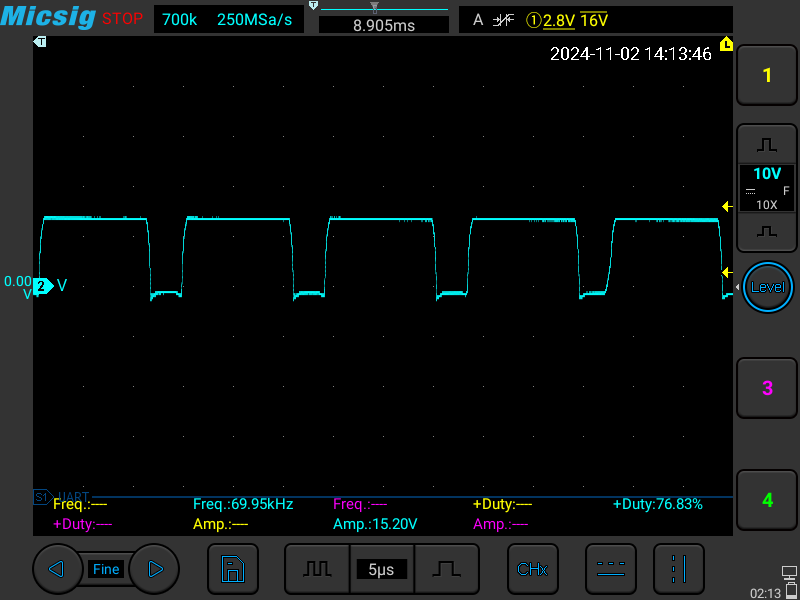 Micsig STOP 700k 250MSa/s T 8.905ms A 1 2.8V 16V
T 2024-11-02 14:13:46 L
1
10V
F
10X
0.00 2 V
V
Level
3
S1 UART
Freq.:---- Freq.:69.95kHz Freq.:---- +Duty:---- +Duty:76.83%
+Duty:---- Amp.:---- Amp.:15.20V Amp.:----
4
Fine 5μs CHx
02:13